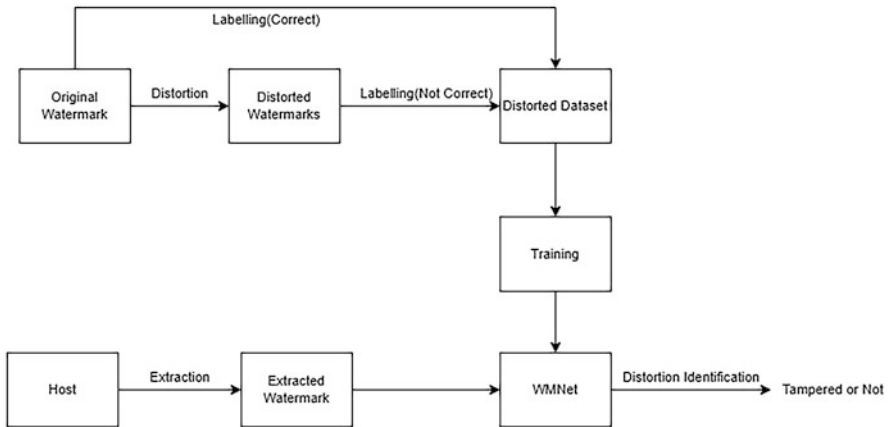 Labelling(Correct)
Original
Watermark
Distortion
Distorted
Watermarks
Labelling(Not Correct)
Distorted Dataset
Training
Host
Extraction
Extracted
Watermark
WMNet
Distortion Identification
Tampered or Not